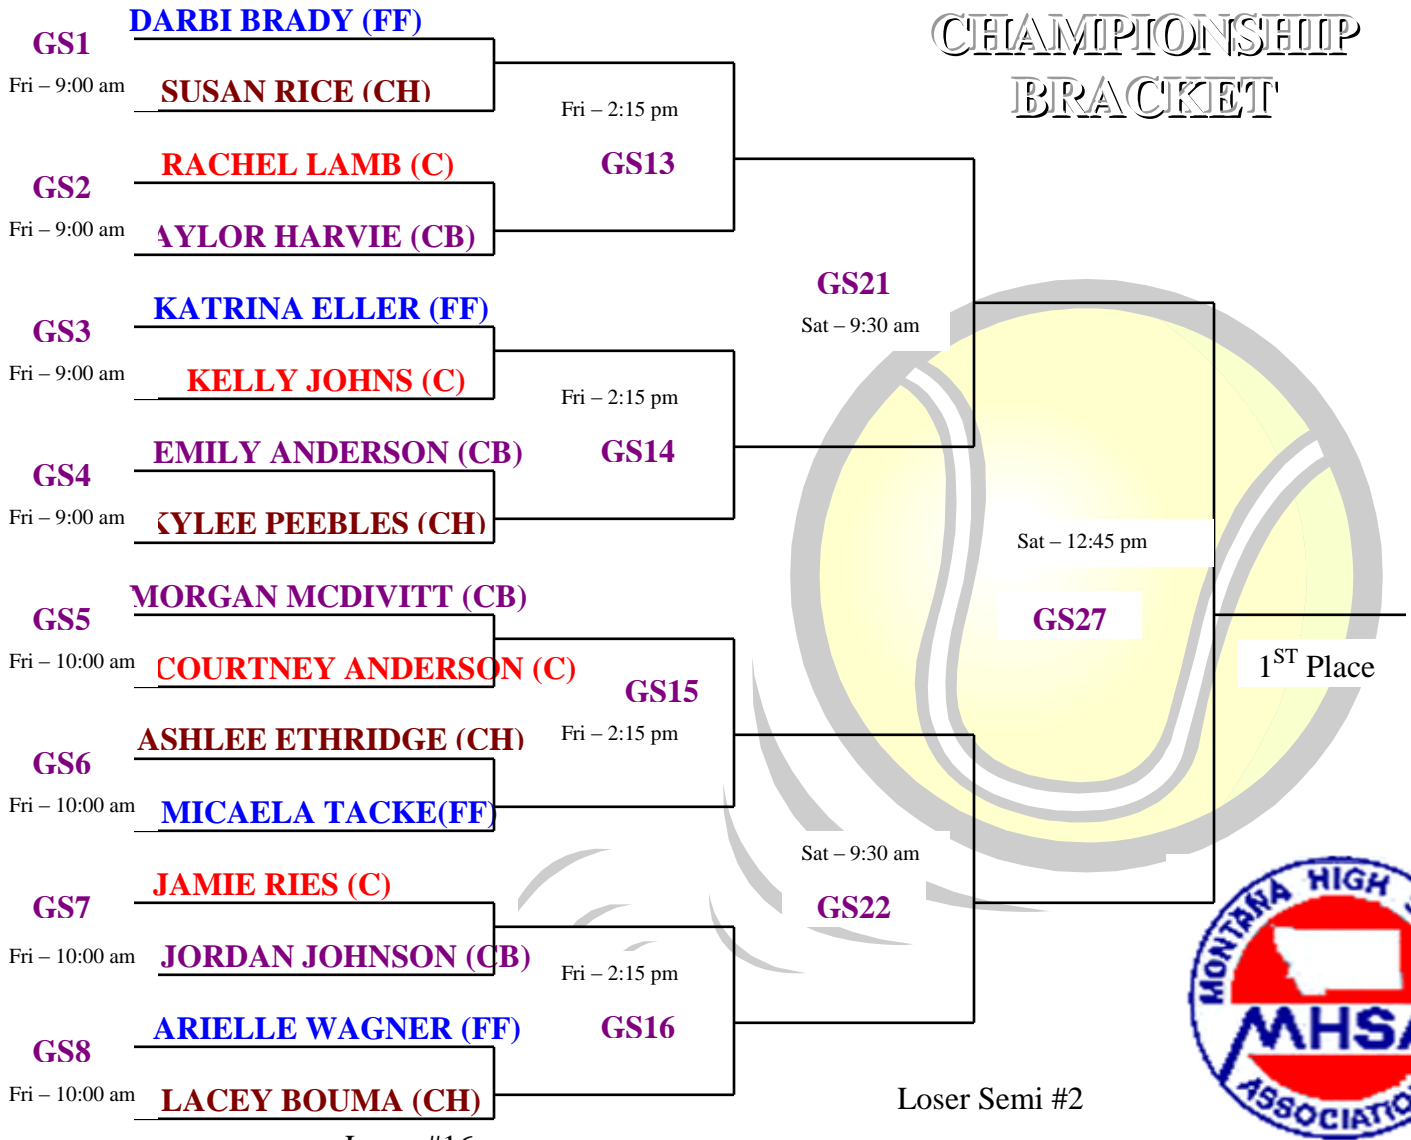 CHAMPIONSHIP
BRACKET
DARBI BRADY (FF)
GS1
Fri – 9:00 am
SUSAN RICE (CH)
Fri – 2:15 pm
GS13
RACHEL LAMB (C)
GS2
Fri – 9:00 am
AYLOR HARVIE (CB)
GS21
Sat – 9:30 am
KATRINA ELLER (FF)
GS3
Fri – 9:00 am
KELLY JOHNS (C)
Fri – 2:15 pm
GS14
EMILY ANDERSON (CB)
GS4
Fri – 9:00 am
KYLEE PEEBLES (CH)
Sat – 12:45 pm
GS27
1ST Place
MORGAN MCDIVITT (CB)
GS5
Fri – 10:00 am
COURTNEY ANDERSON (C)
GS15
Fri – 2:15 pm
ASHLEE ETHRIDGE (CH)
GS6
Fri – 10:00 am
MICAELA TACKE(FF)
Sat – 9:30 am
GS22
JAMIE RIES (C)
GS7
Fri – 10:00 am
JORDAN JOHNSON (CB)
Fri – 2:15 pm
GS16
ARIELLE WAGNER (FF)
GS8
Fri – 10:00 am
LACEY BOUMA (CH)
Loser Semi #2
MONTANA HIGH
MHSA
ASSOCIATION